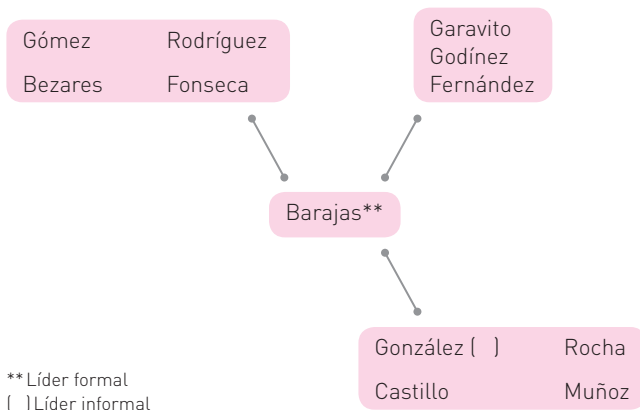 Gómez Rodríguez
Bezares Fonseca
Garavito
Godínez
Fernández
Barajas**
González ( ) Rocha
Castillo Muñoz
** Líder formal
( ) Líder informal